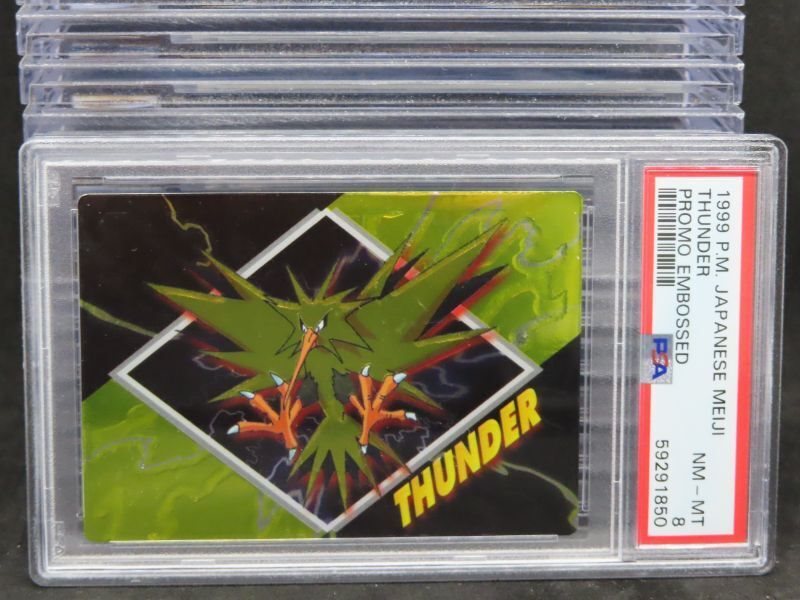 THUNDER
1999 P.M. JAPANESE MEIJI
THUNDER NM - MT
PROMO EMBOSSED 8
PSA
59291850